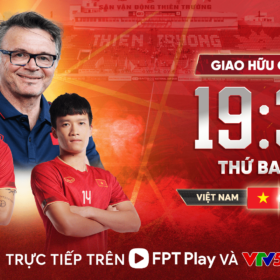 SÂN VẬN ĐỘNG THIÊN TRƯỜNG
THIÊN TRƯỜNG
GIAO HỮU
19:
THỨ BA
VIỆT NAM
14
TRỰC TIẾP TRÊN FPT Play VÀ VTV